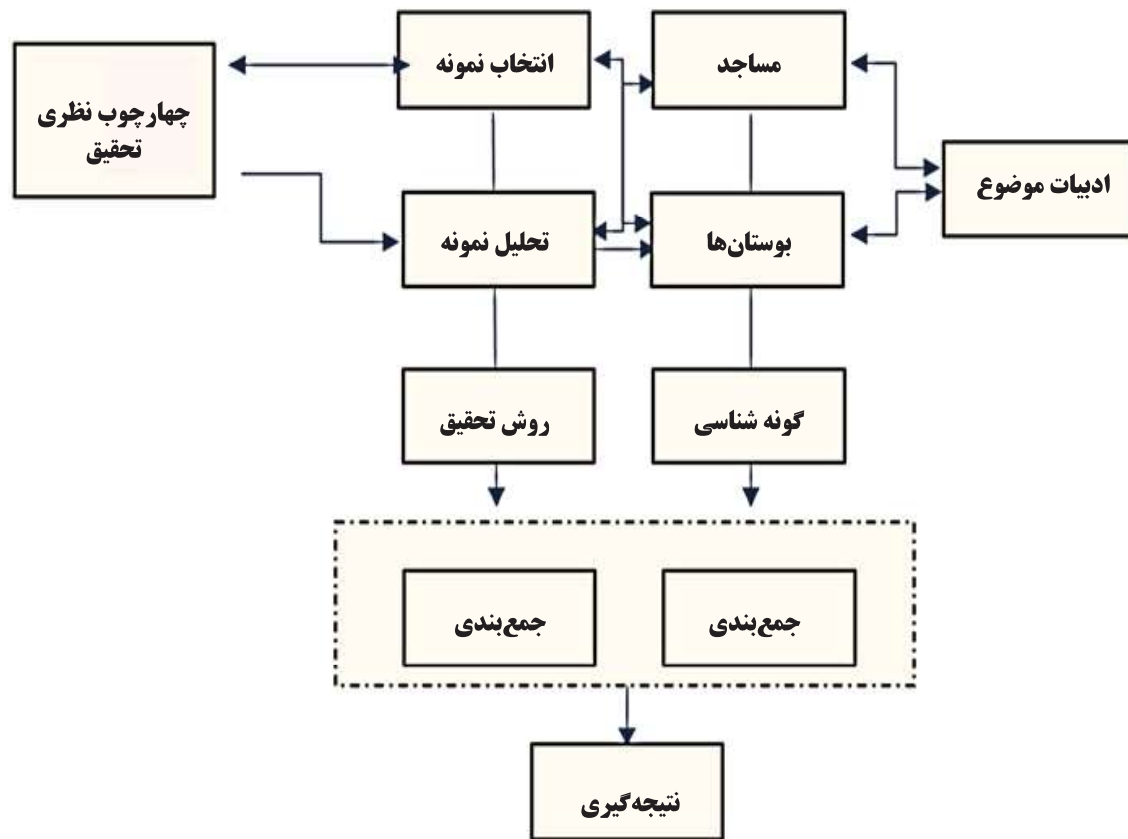 مساجد
انتخاب نمونه
چهارچوب نظری
تحقیق
ادبیات موضوع
بوستان‌ها
تحلیل نمونه
گونه شناسی
روش تحقیق
جمع‌بندی
جمع‌بندی
نتیجه‌گیری